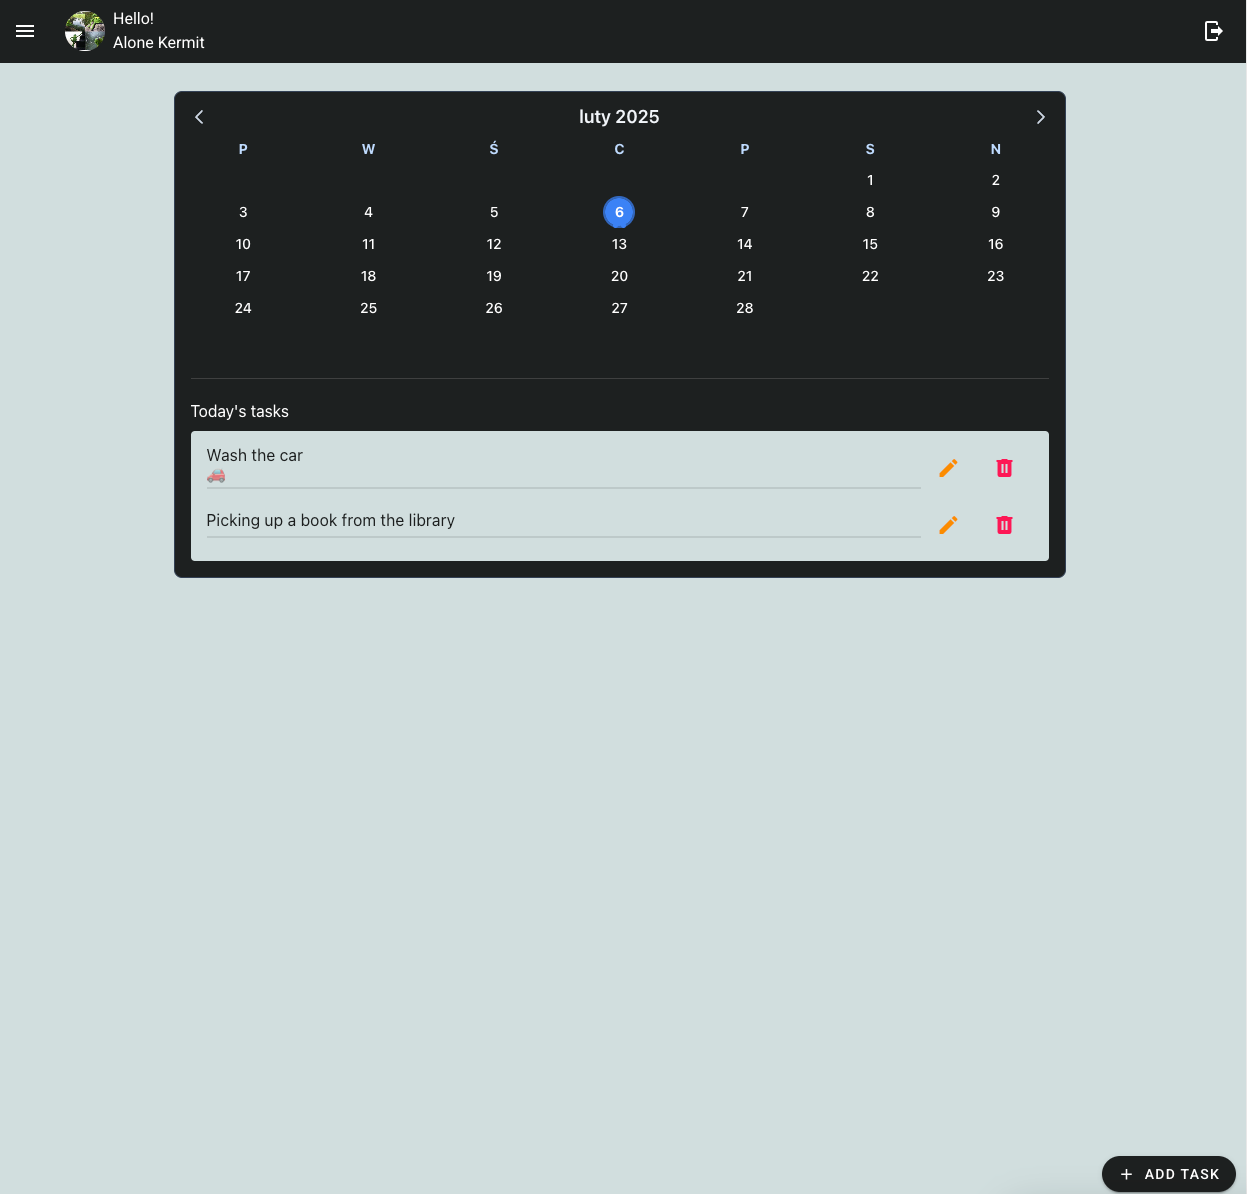 Hello!
Alone Kermit
luty 2025
P W Ś C P S N
1 2
3 4 5 6 7 8 9
10 11 12 13 14 15 16
17 18 19 20 21 22 23
24 25 26 27 28
Today's tasks
Wash the car
🚗
Picking up a book from the library
+ ADD TASK